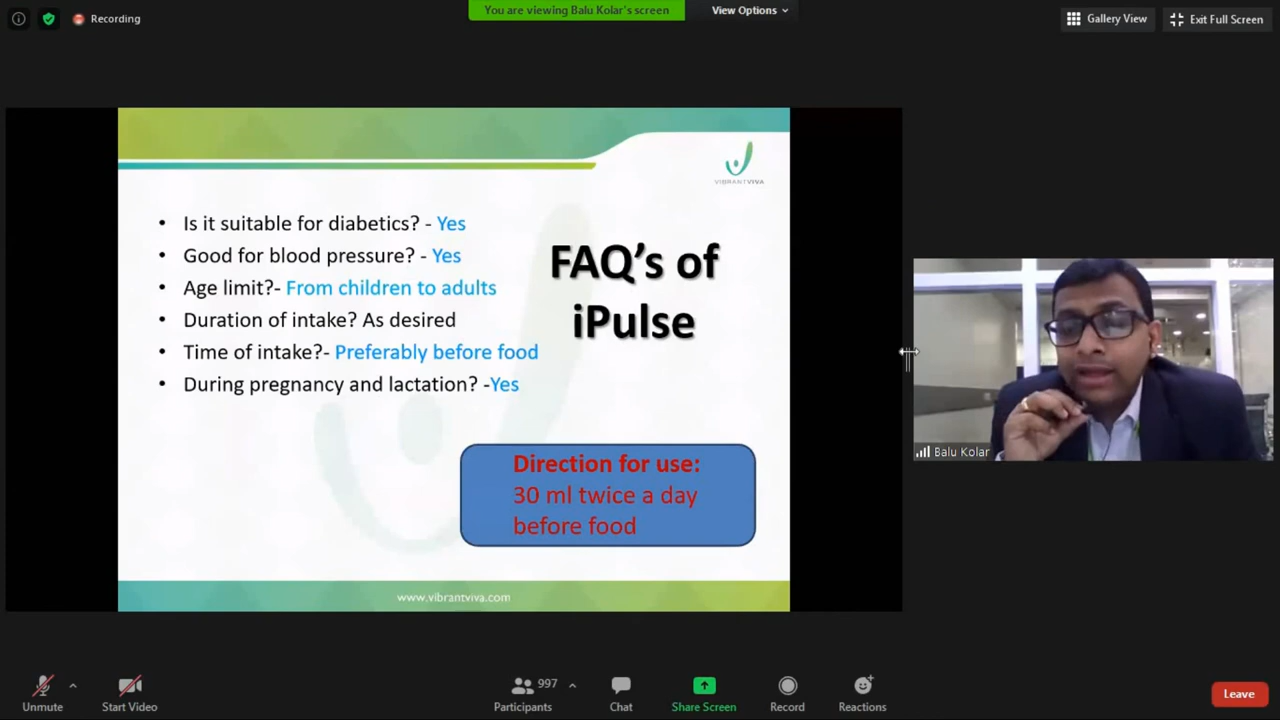 Recording
You are viewing Balu Kolar's screen
View Options
Gallery View
Exit Full Screen
VIBRANTVIVA
• Is it suitable for diabetics? - Yes
• Good for blood pressure? - Yes
• Age limit?- From children to adults
• Duration of intake? As desired
• Time of intake?- Preferably before food
• During pregnancy and lactation? -Yes
FAQ’s of
iPulse
Direction for use:
30 ml twice a day
before food
www.vibrantviva.com
Balu Kolar
Unmute
Start Video
997
Participants
Chat
Share Screen
Record
Reactions
Leave